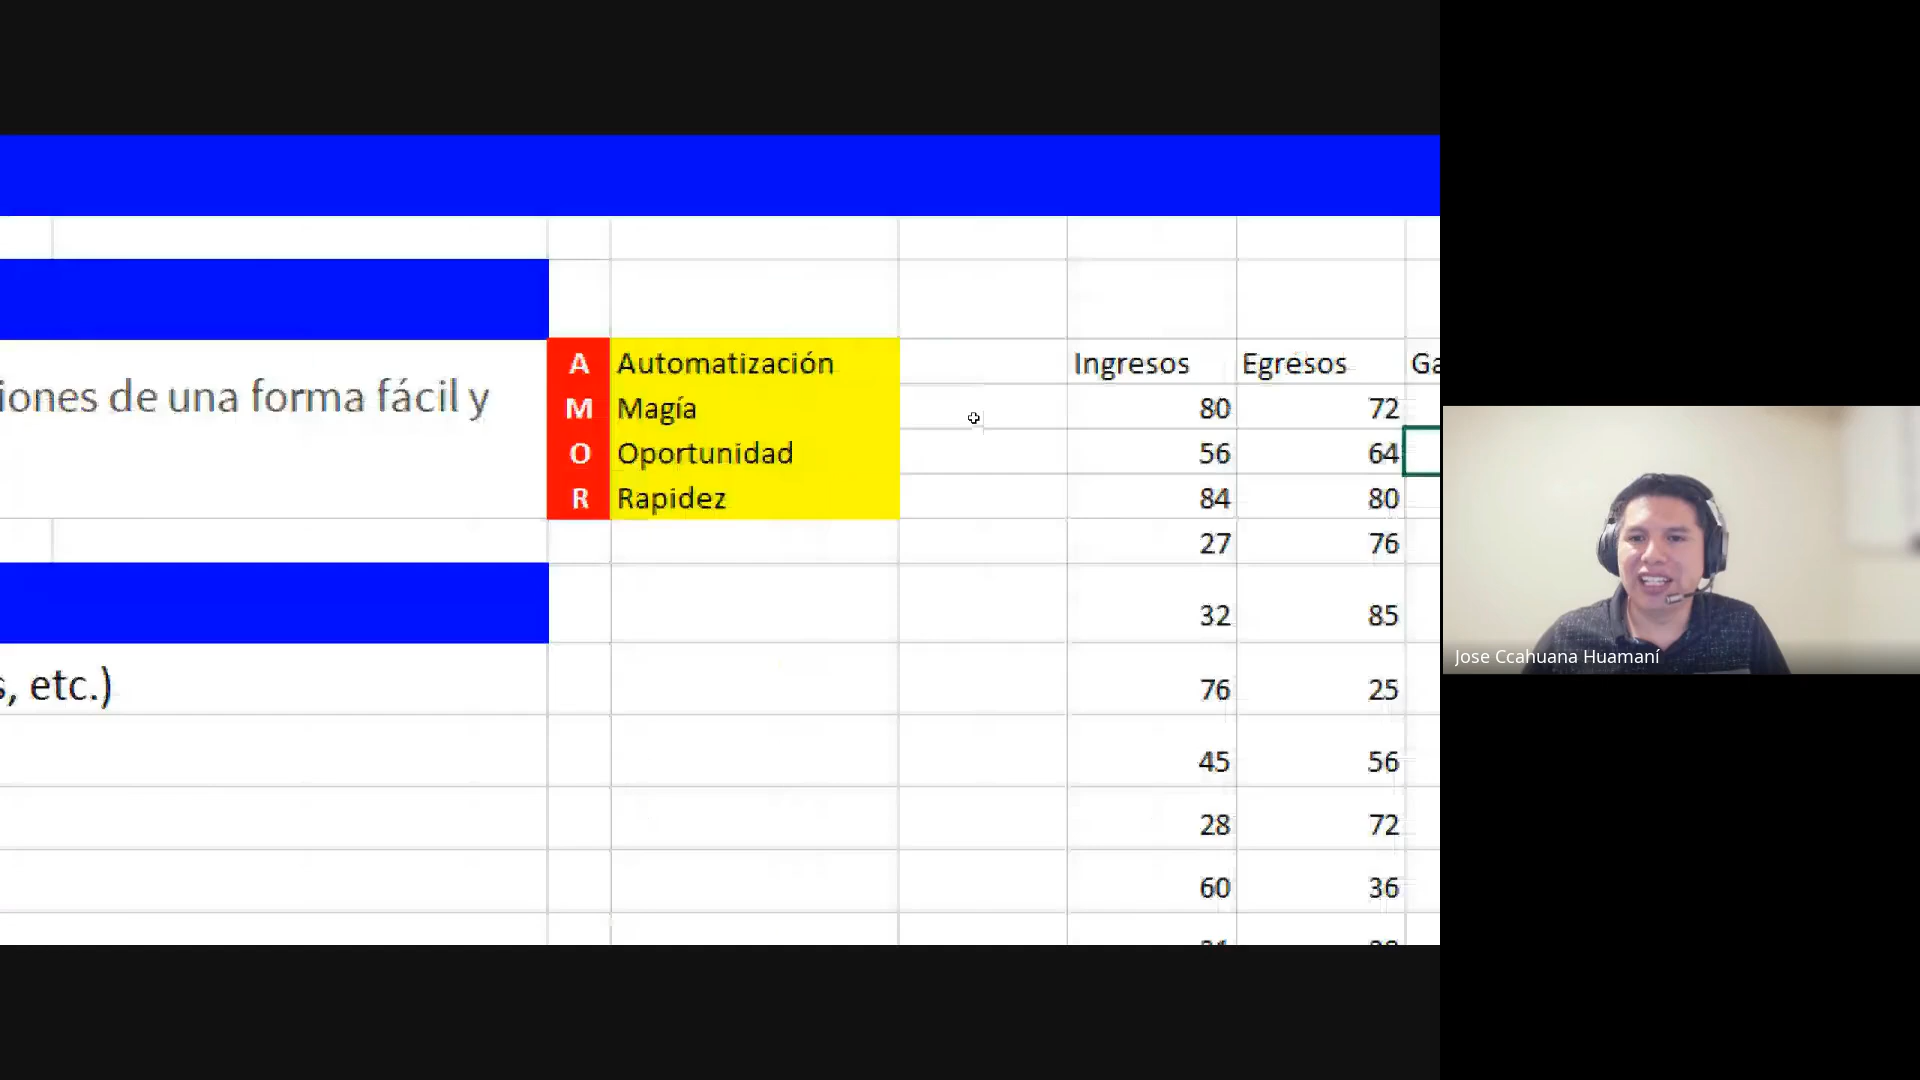 A Automatización Ingresos Egresos
iones de una forma fácil y
M Magía 80 72
O Oportunidad 56 64
R Rapidez 84 80
27 76
32 85
, etc.)
76 25
45 56
28 72
60 36
Jose Ccahuana Huamaní